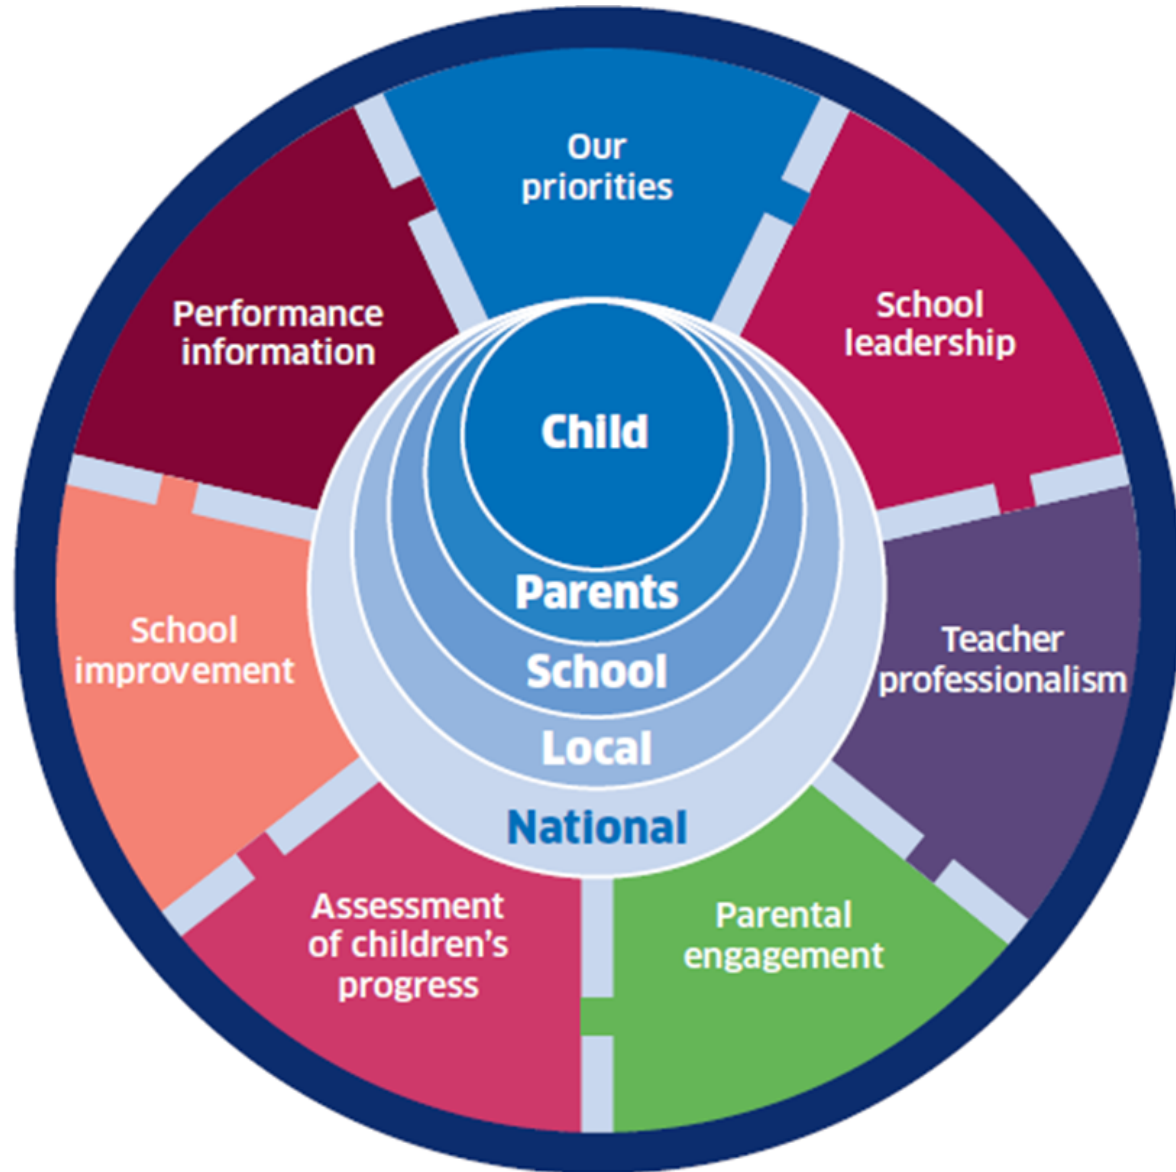 Our
priorities
School
leadership
Teacher
professionalism
Parental
engagement
Assessment
of children's
progress
School
improvement
Performance
information
Child
Parents
School
Local
National